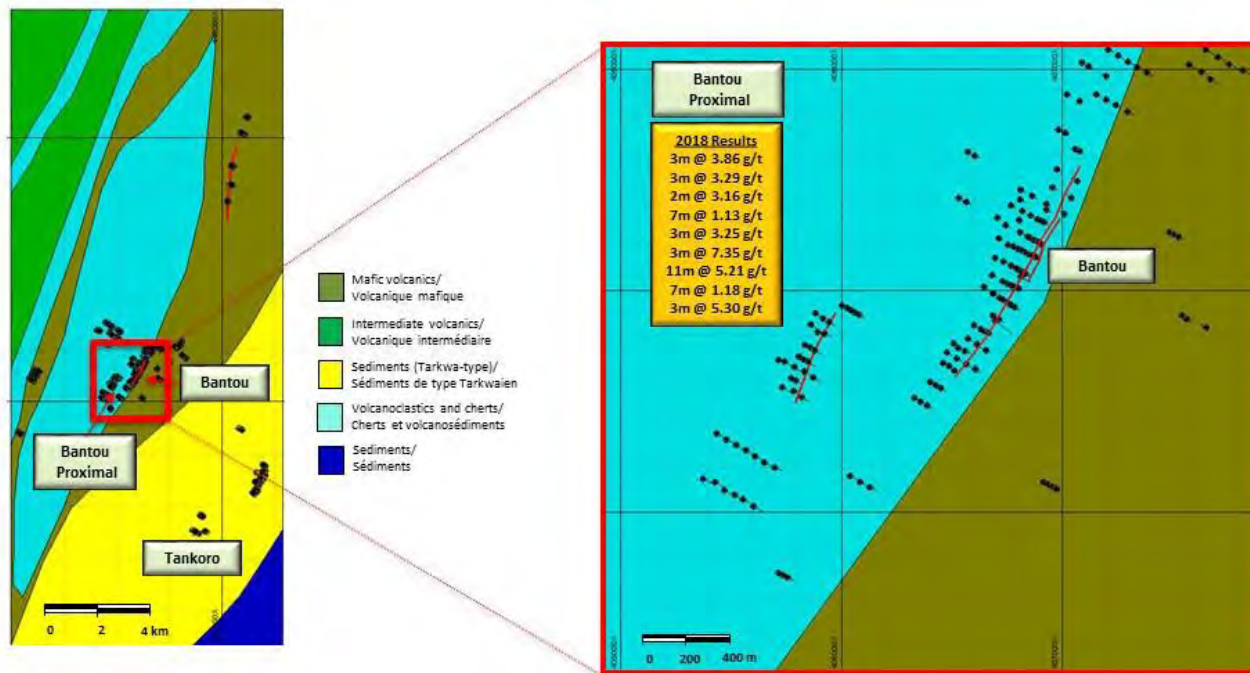 Bantou
Bantou
Proximal
Tankoro
0 2 4 km
Mafic volcanics/
Volcanique mafique
Intermediate volcanics/
Volcanique intermédiaire
Sediments (Tarkwa-type)/
Sédiments de type Tarkwaien
Volcanoclastics and cherts/
Cherts et volcanosédiments
Sediments/
Sédiments
Bantou
Proximal
2018 Results
3m @ 3.86 g/t
3m @ 3.29 g/t
2m @ 3.16 g/t
7m @ 1.13 g/t
3m @ 3.25 g/t
3m @ 7.35 g/t
11m @ 5.21 g/t
7m @ 1.18 g/t
3m @ 5.30 g/t
Bantou
0 200 400 m